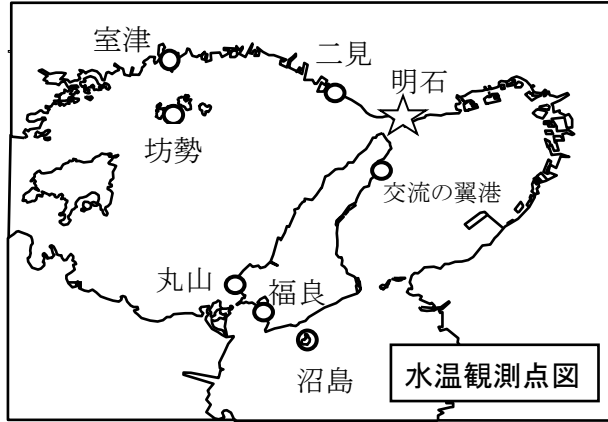 室津
二見
明石
坊勢
交流の翼港
丸山
福良
沼島
水温観測点図